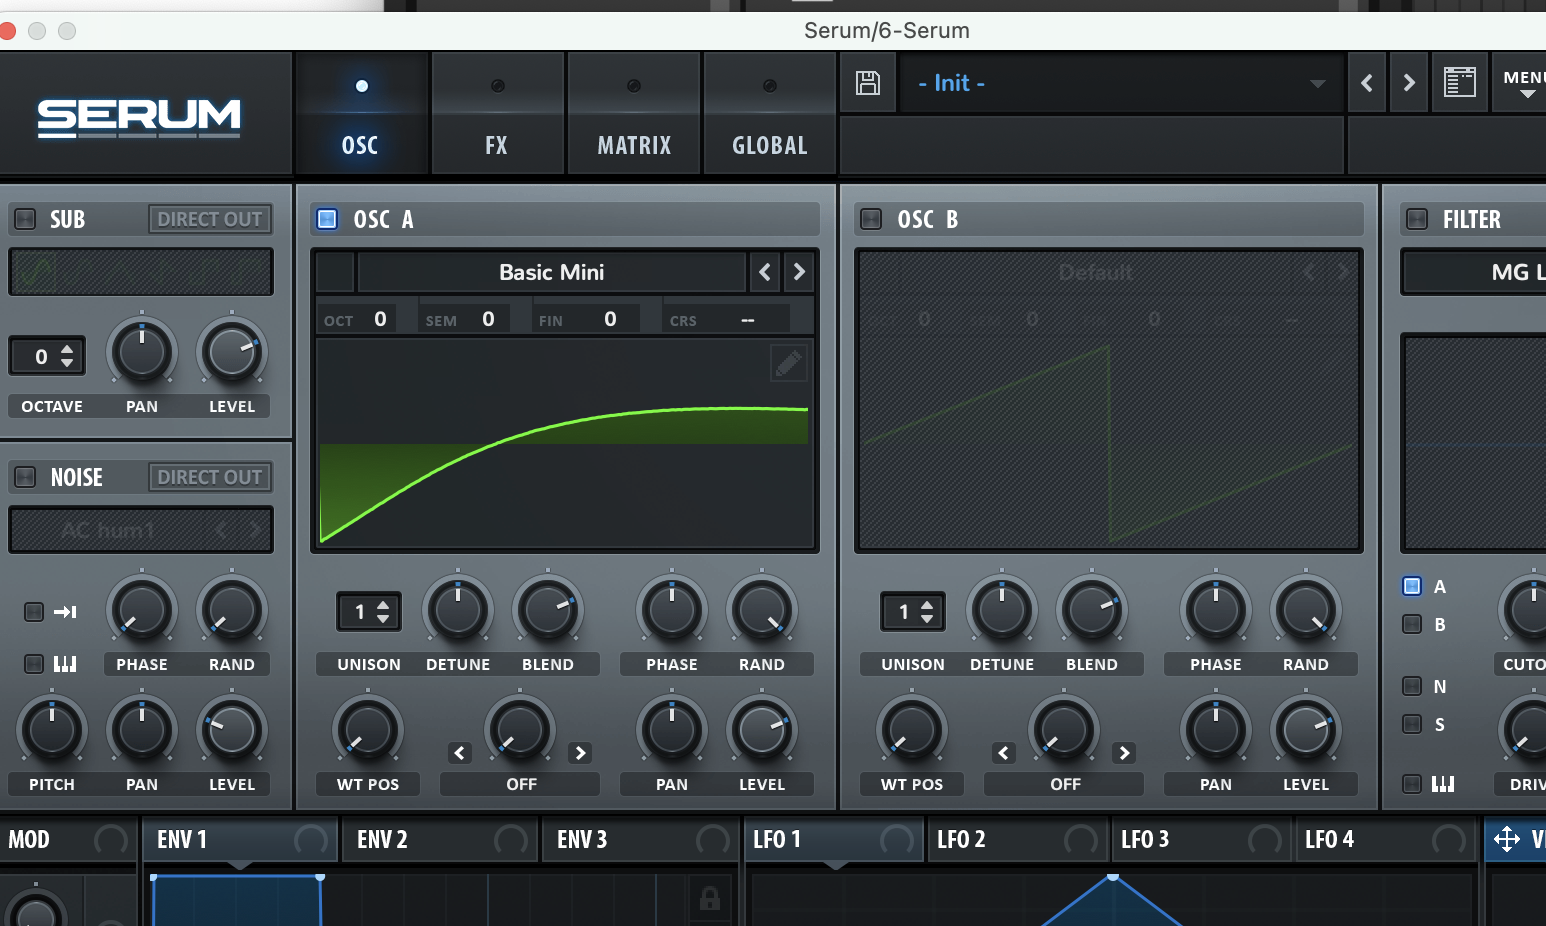 Serum/6-Serum
SERUM
OSC
FX
MATRIX
GLOBAL
- Init -
MENU
SUB
DIRECT OUT
0
OCTAVE
PAN
LEVEL
NOISE
DIRECT OUT
AC hum1
PHASE
RAND
PITCH
PAN
LEVEL
OSC A
Basic Mini
OCT 0 SEM 0 FIN 0 CRS --
1
UNISON
DETUNE
BLEND
PHASE
RAND
WT POS
OFF
PAN
LEVEL
OSC B
Default
0 0 0 --
1
UNISON
DETUNE
BLEND
PHASE
RAND
WT POS
OFF
PAN
LEVEL
FILTER
MG L
A
B
N
S
CUTO
DRIV
MOD
ENV 1
ENV 2
ENV 3
LFO 1
LFO 2
LFO 3
LFO 4